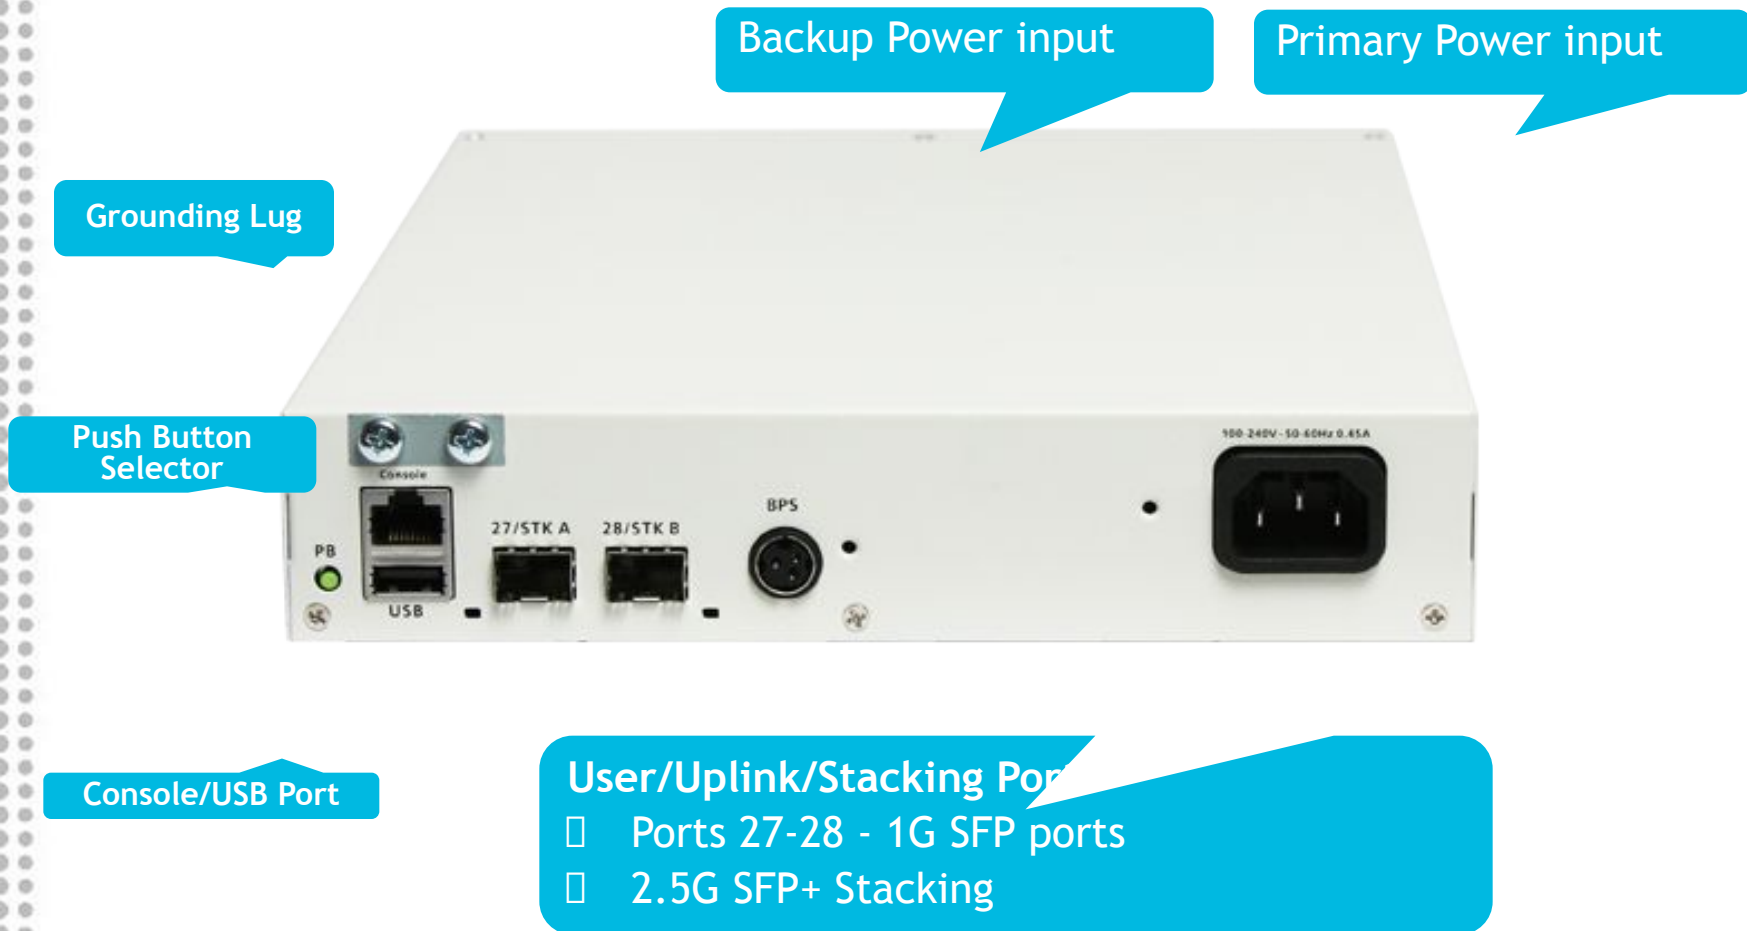 Backup Power input
Primary Power input
Grounding Lug
Push Button
Selector
100-240V~50-60Hz 0.45A
Console
27/STK A
28/STK B
BPS
PB
USB
Console/USB Port
User/Uplink/Stacking Por
Ports 27-28 - 1G SFP ports
2.5G SFP+ Stacking